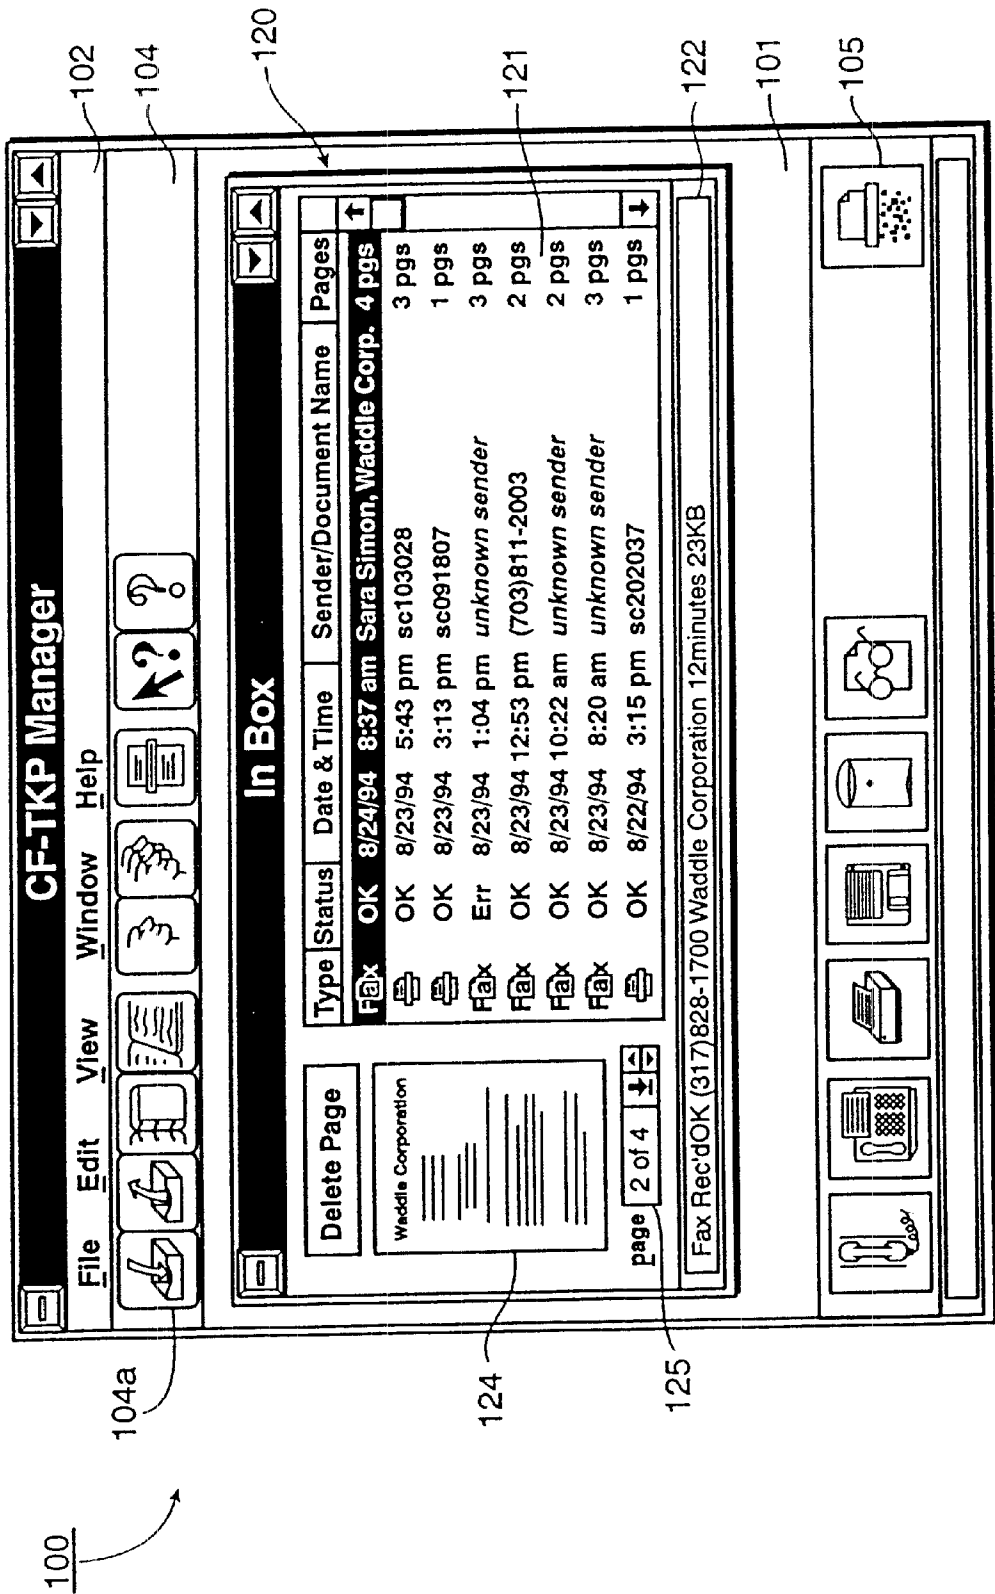 100
CF-TKP Manager
File Edit View Window Help
102
104
104a
120
In Box
Delete Page
Waddle Corporation
page 2 of 4
Type Status Date & Time Sender/Document Name Pages
Fax OK 8/24/94 8:37 am Sara Simon, Waddle Corp. 4 pgs
OK 8/23/94 5:43 pm sc103028 3 pgs
OK 8/23/94 3:13 pm sc091807 1 pgs
Fax Err 8/23/94 1:04 pm unknown sender 3 pgs
Fax OK 8/23/94 12:53 pm (703)811-2003 2 pgs
Fax OK 8/23/94 10:22 am unknown sender 2 pgs
Fax OK 8/23/94 8:20 am unknown sender 3 pgs
OK 8/22/94 3:15 pm sc202037 1 pgs
121
124
125
Fax Rec'dOK (317)828-1700 Waddle Corporation 12minutes 23KB
122
101
105